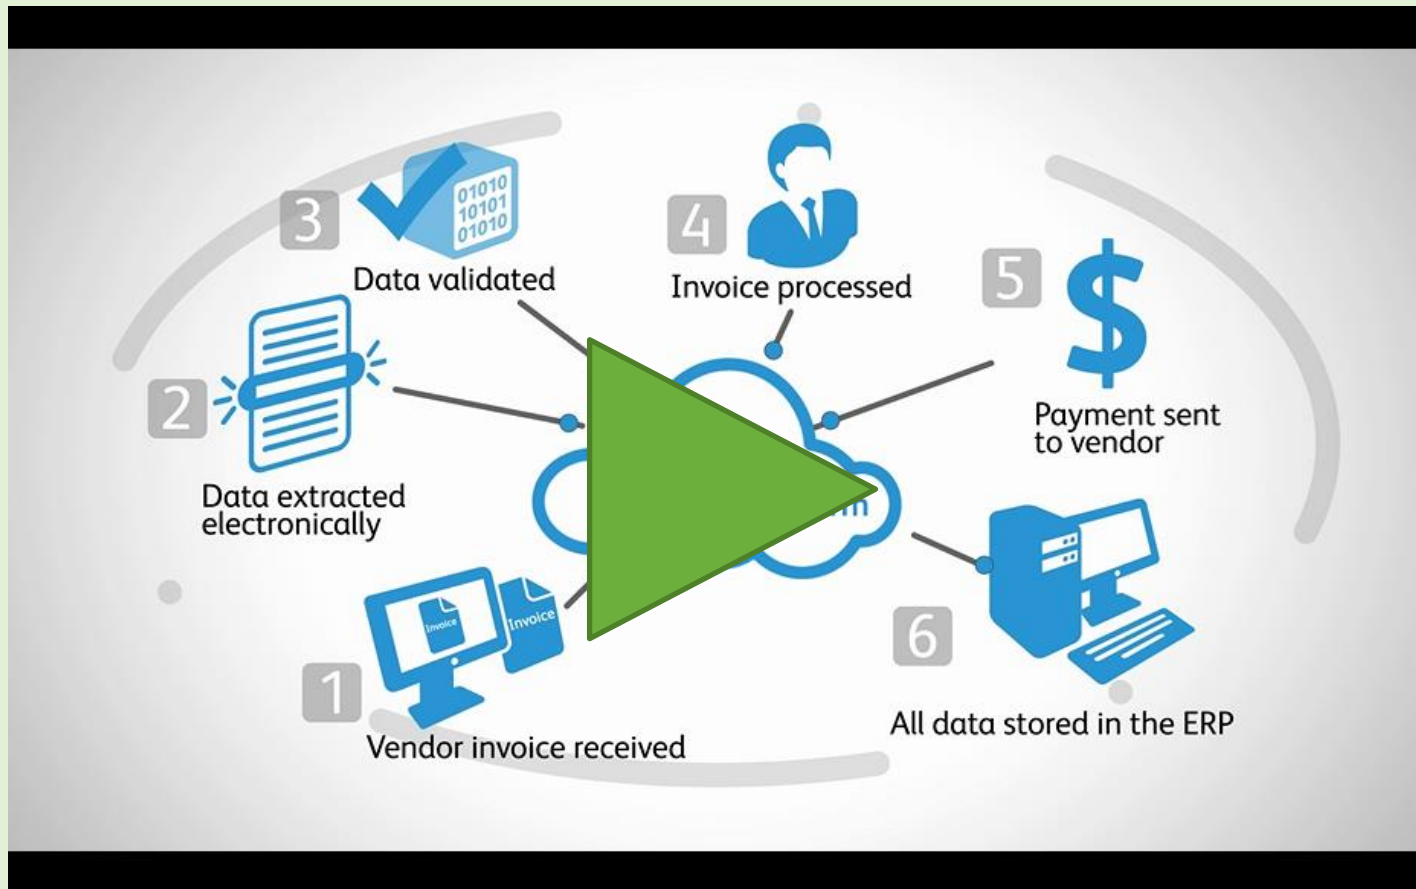 3
01010
10101
01010
Data validated
4
Invoice processed
5
Payment sent
to vendor
2
Data extracted
electronically
1
Invoice
Invoice
Vendor invoice received
6
All data stored in the ERP